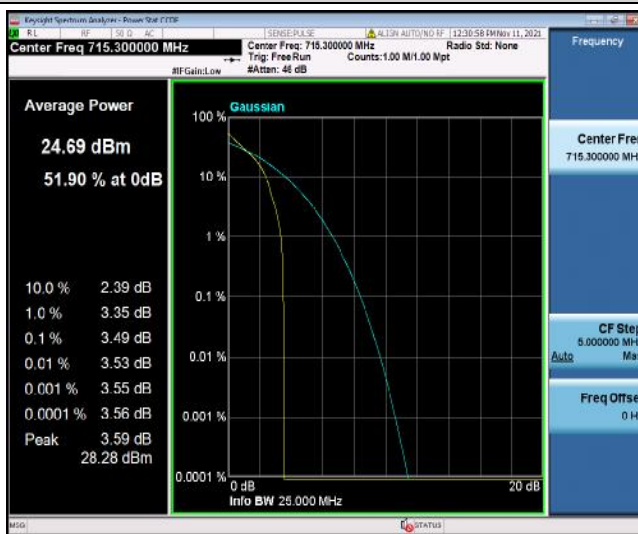 Keysight Spectrum Analyzer - Power Stat CCDF
RL RF 50 Ω AC SENSE:PULSE ALIGN AUTO/NO RF 12:30:58 PM Nov 11, 2021
Center Freq 715.300000 MHz
Center Freq: 715.300000 MHz Radio Std: None
Trig: Free Run Counts:1.00 M/1.00 Mpt
#IFGain:Low #Atten: 46 dB
Frequency
Average Power
24.69 dBm
51.90 % at 0dB
10.0 % 2.39 dB
1.0 % 3.35 dB
0.1 % 3.49 dB
0.01 % 3.53 dB
0.001 % 3.55 dB
0.0001 % 3.56 dB
Peak 3.59 dB
28.28 dBm
Gaussian
100 %
10 %
1 %
0.1 %
0.01 %
0.001 %
0.0001 %
0 dB 20 dB
Info BW 25.000 MHz
Center Fre
715.300000 MH
CF Step
5.000000 MH
Auto Ma
Freq Offse
0 H
MSG STATUS